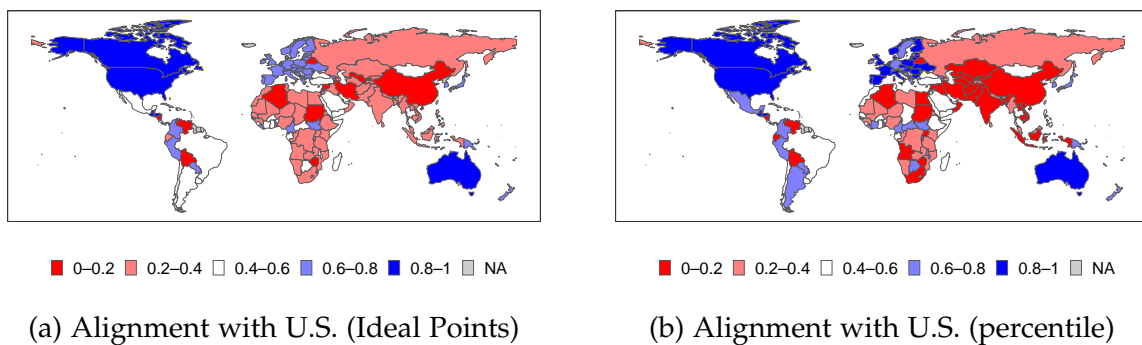 0–0.2 0.2–0.4 0.4–0.6 0.6–0.8 0.8–1 NA
0–0.2 0.2–0.4 0.4–0.6 0.6–0.8 0.8–1 NA
(a) Alignment with U.S. (Ideal Points)
(b) Alignment with U.S. (percentile)